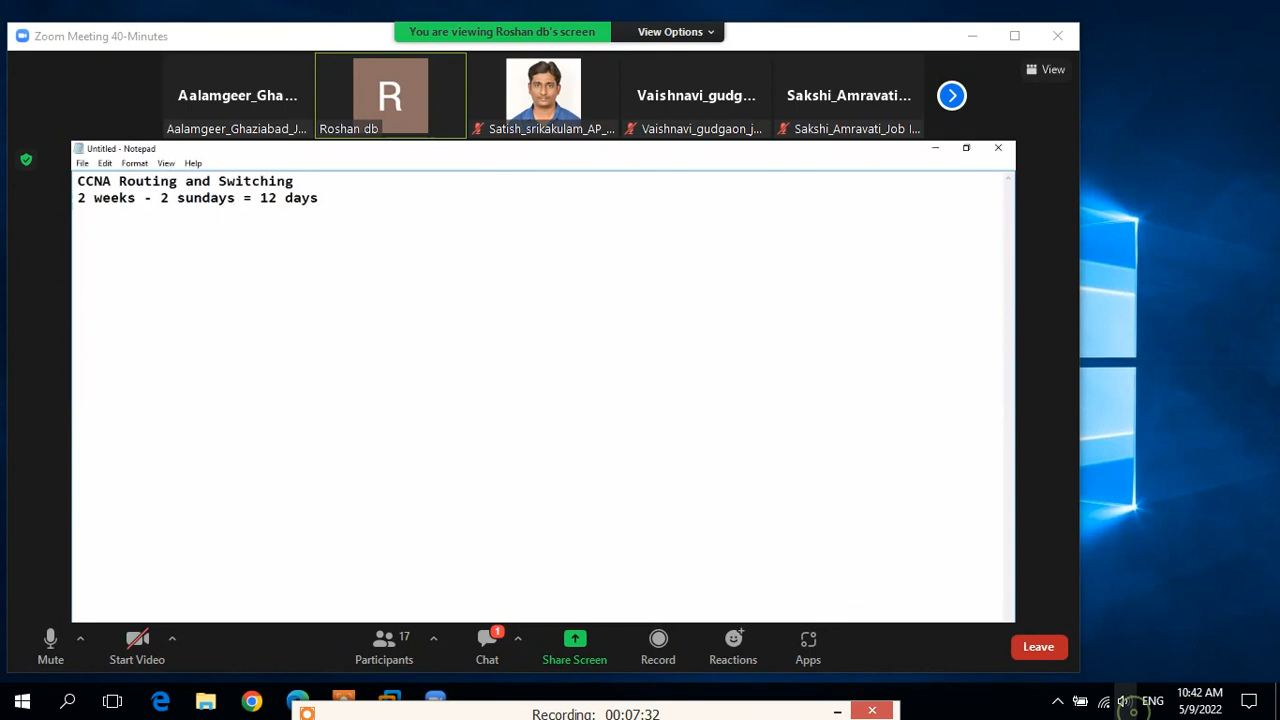 Zoom Meeting 40-Minutes
You are viewing Roshan db's screen
View Options
View
Aalamgeer_Gha...
R
Vaishnavi_gudg...
Sakshi_Amravati...
Aalamgeer_Ghaziabad_J...
Roshan db
Satish_srikakulam_AP_...
Vaishnavi_gudgaon_j...
Sakshi_Amravati_Job I...
Untitled - Notepad
File Edit Format View Help
CCNA Routing and Switching
2 weeks - 2 sundays = 12 days
17
1
Mute
Start Video
Participants
Chat
Share Screen
Record
Reactions
Apps
Leave
ENG
10:42 AM
5/9/2022
Recording: 00:07:32